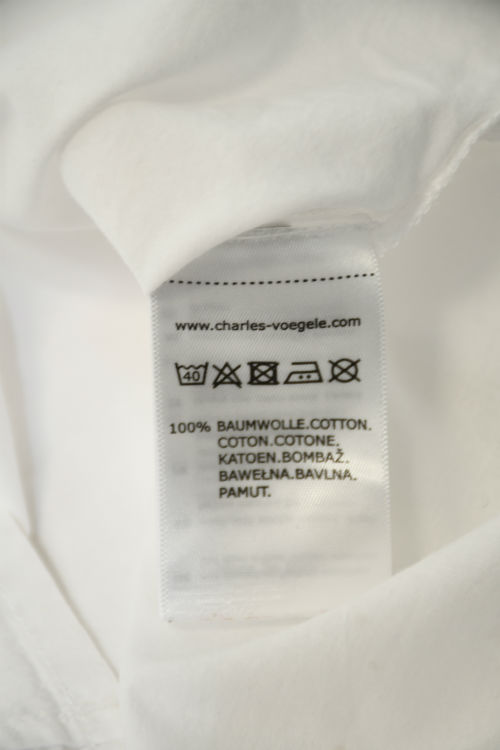 www.charles-voegele.com
40
100% BAUMWOLLE.COTTON.
COTON.COTONE.
KATOEN.BOMBAŽ.
BAWEŁNA.BAVLNA.
PAMUT.